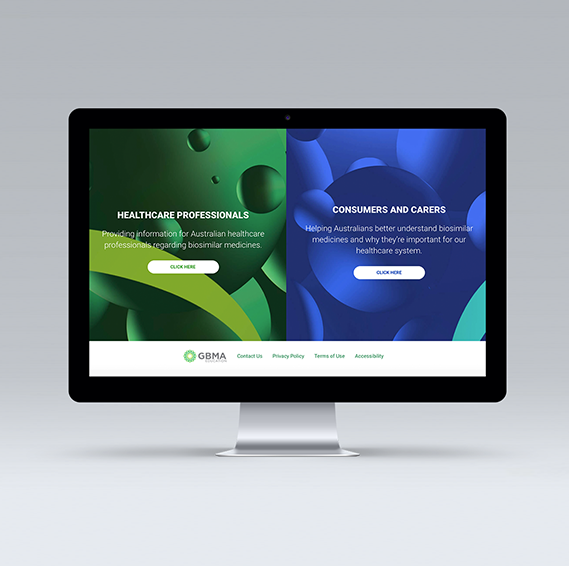 HEALTHCARE PROFESSIONALS
Providing information for Australian healthcare
professionals regarding biosimilar medicines.
CLICK HERE
CONSUMERS AND CARERS
Helping Australians better understand biosimilar
medicines and why they're important for our
healthcare system.
CLICK HERE
GBMA
EDUCATION
Contact Us
Privacy Policy
Terms of Use
Accessibility